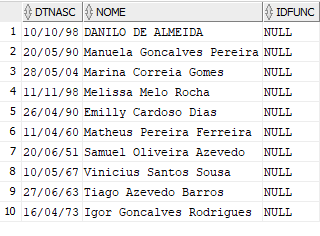 DTNASC NOME IDFUNC
1 10/10/98 DANILO DE ALMEIDA NULL
2 20/05/90 Manuela Goncalves Pereira NULL
3 28/05/04 Marina Correia Gomes NULL
4 11/11/98 Melissa Melo Rocha NULL
5 26/04/90 Emilly Cardoso Dias NULL
6 11/04/60 Matheus Pereira Ferreira NULL
7 20/06/51 Samuel Oliveira Azevedo NULL
8 10/05/67 Vinicius Santos Sousa NULL
9 27/06/63 Tiago Azevedo Barros NULL
10 16/04/73 Igor Goncalves Rodrigues NULL